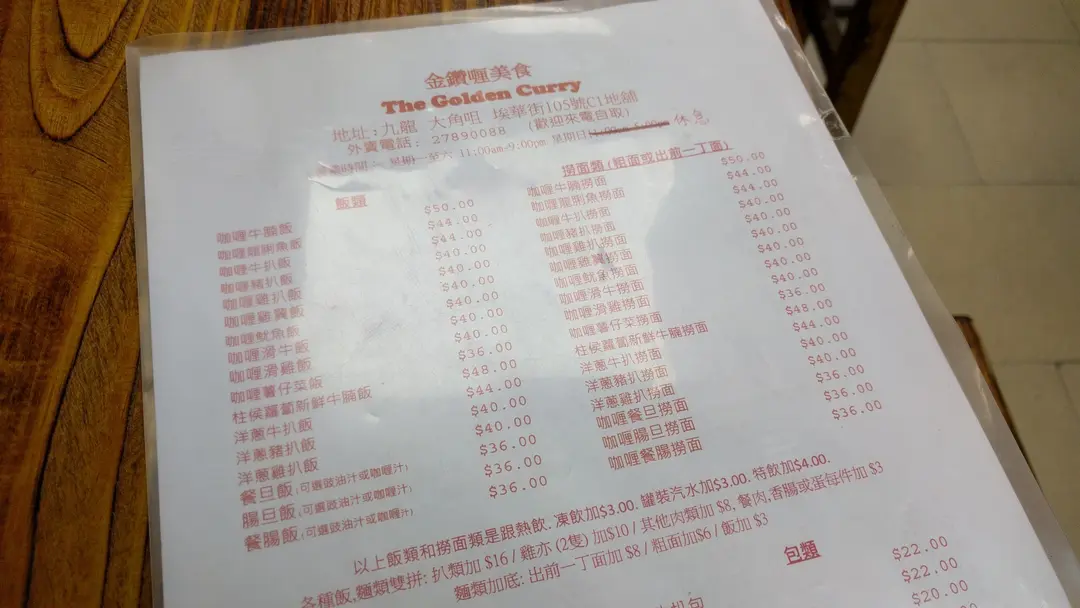 金鑽喱美食
The Golden Curry
地址: 九龍 大角咀 埃華街105號C1地舖
外賣電話: 27890088 (歡迎來電自取)
時間: 星期一至六 11:00am-9:00pm 星期日 休息
飯類
咖喱牛腩飯 $50.00
咖喱龍脷魚飯 $44.00
咖喱牛扒飯 $44.00
咖喱豬扒飯 $40.00
咖喱雞扒飯 $40.00
咖喱雞翼飯 $40.00
咖喱魷魚飯 $40.00
咖喱滑牛飯 $40.00
咖喱滑雞飯 $40.00
咖喱薯仔菜飯 $36.00
柱侯蘿蔔新鮮牛腩飯 $48.00
洋蔥牛扒飯 $44.00
洋蔥豬扒飯 $40.00
洋蔥雞扒飯 $40.00
餐旦飯(可選豉油汁或咖喱汁) $36.00
腸旦飯(可選豉油汁或咖喱汁) $36.00
餐腸飯(可選豉油汁或咖喱汁) $36.00
撈面類(粗面或出前一丁面)
咖喱牛腩撈面 $50.00
咖喱龍脷魚撈面 $44.00
咖喱牛扒撈面 $44.00
咖喱豬扒撈面 $40.00
咖喱雞扒撈面 $40.00
咖喱雞翼撈面 $40.00
咖喱魷魚撈面 $40.00
咖喱滑牛撈面 $40.00
咖喱滑雞撈面 $40.00
咖喱薯仔菜撈面 $36.00
柱侯蘿蔔新鮮牛腩撈面 $48.00
洋蔥牛扒撈面 $44.00
洋蔥豬扒撈面 $40.00
洋蔥雞扒撈面 $40.00
咖喱餐旦撈面 $36.00
咖喱腸旦撈面 $36.00
咖喱餐腸撈面 $36.00
以上飯類和撈面類是跟熱飲. 凍飲加$3.00. 罐裝汽水加$3.00. 特飲加$4.00.
各種飯,麵類雙拼: 扒類加 $16 / 雞亦 (2隻) 加$10 / 其他肉類加 $8, 餐肉,香腸或蛋每件加 $3
麵類加底: 出前一丁面加 $8 / 粗面加$6 / 飯加 $3
包類
$22.00
$22.00
$20.00